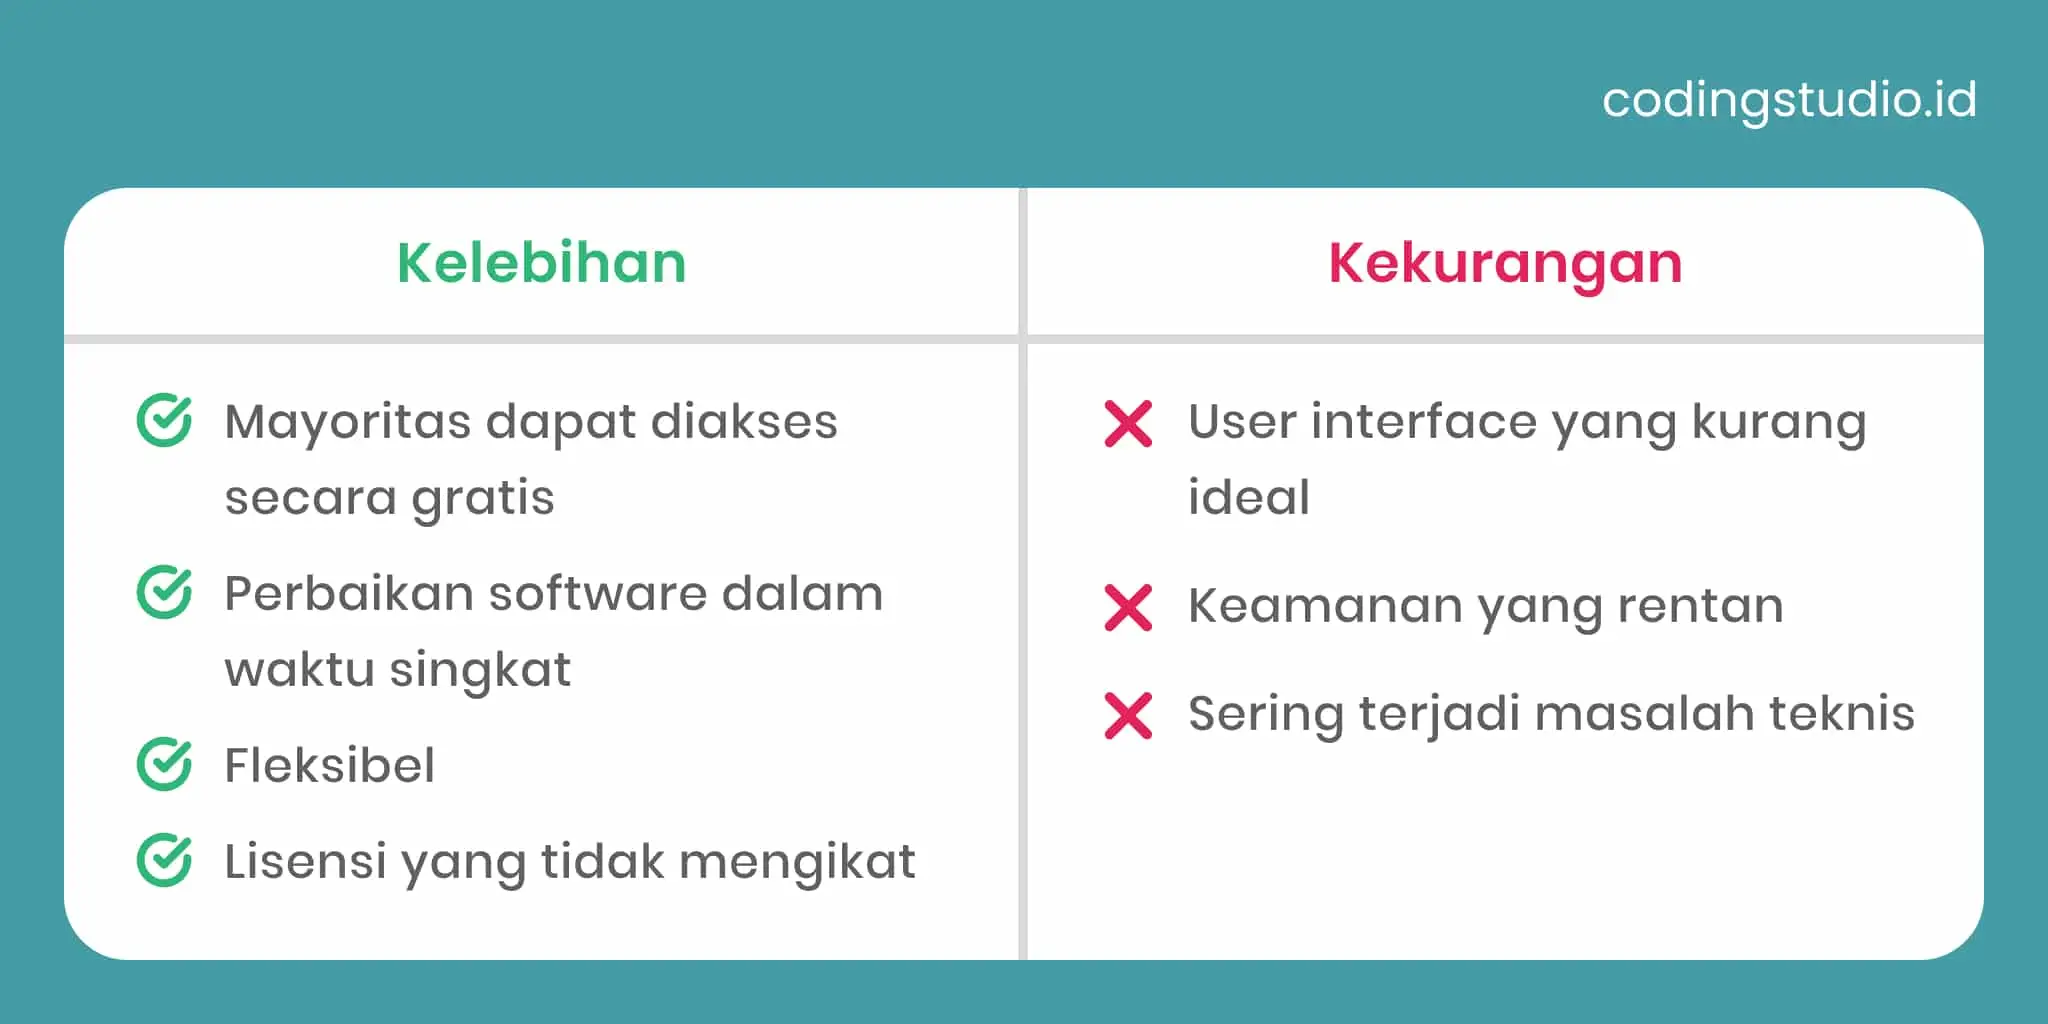 codingstudio.id
Kelebihan
Mayoritas dapat diakses
secara gratis
Perbaikan software dalam
waktu singkat
Fleksibel
Lisensi yang tidak mengikat
Kekurangan
User interface yang kurang
ideal
Keamanan yang rentan
Sering terjadi masalah teknis